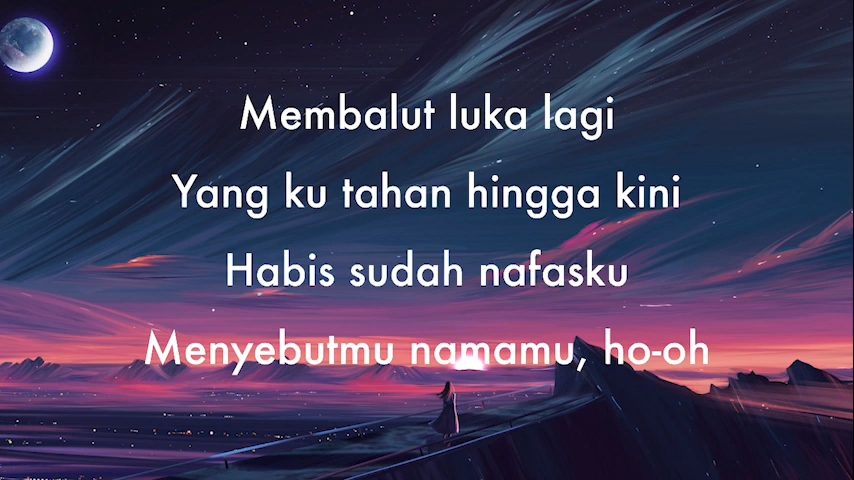 Membalut luka lagi
Yang ku tahan hingga kini
Habis sudah nafasku
Menyebutmu namamu, ho-oh